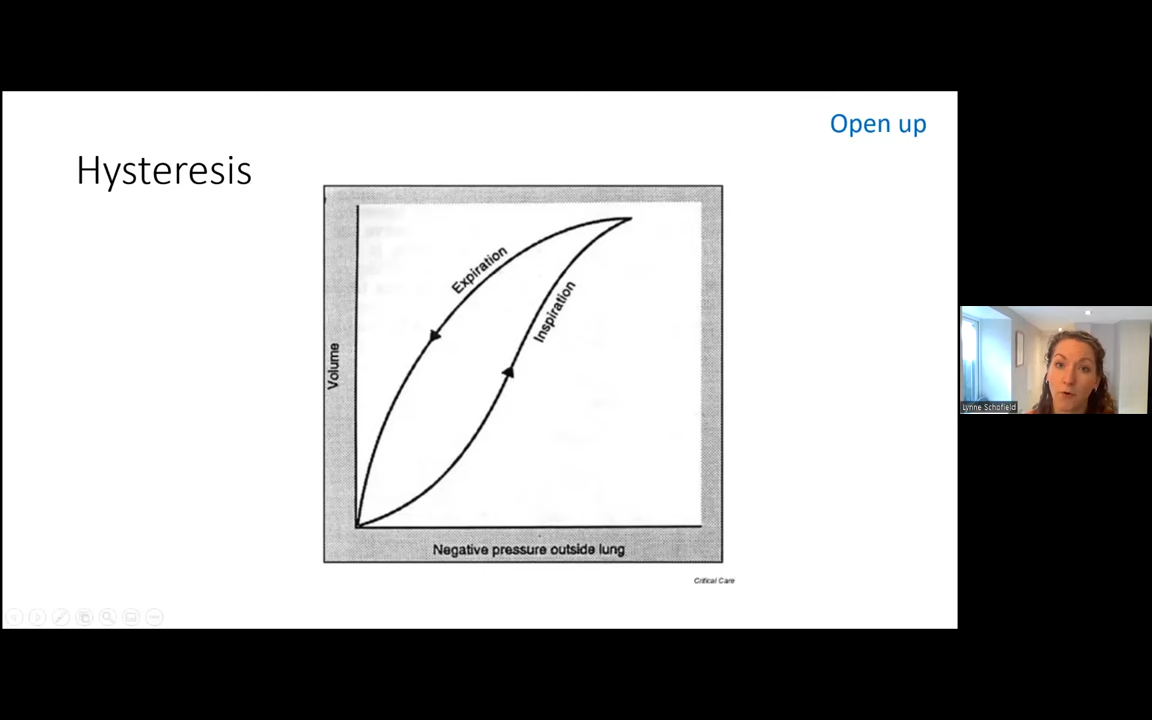 Open up
Hysteresis
Expiration
Inspiration
Volume
Negative pressure outside lung
Critical Care
Lynne Schofield